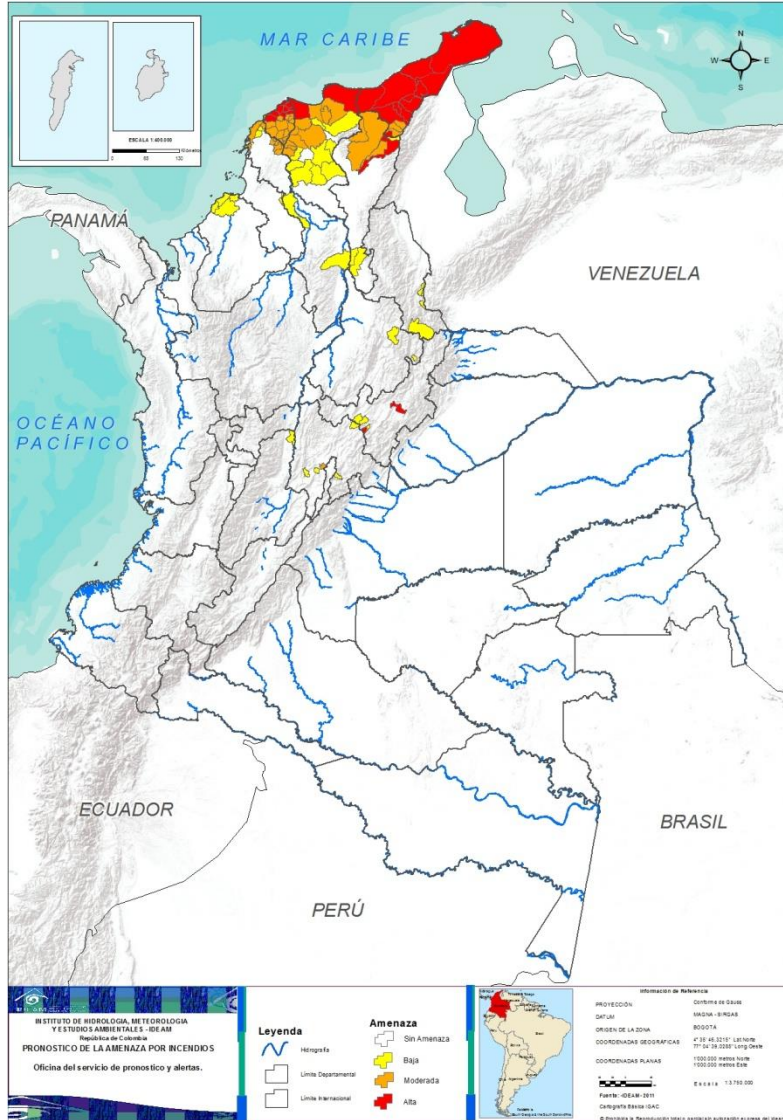 MAR CARIBE
N
W
E
S
ESCALA 1:400.000
0
PANAMÁ
VENEZUELA
OCÉANO
PACÍFICO
ECUADOR
BRASIL
PERÚ
INSTITUTO DE HIDROLOGIA, METEOROLOGIA
Y ESTUDIOS AMBIENTALES - IDEAM
República de Colombia
PRONOSTICO DE LA AMENAZA POR INCENDIOS
Oficina del servicio de pronostico y alertas.
Leyenda
Hidrografía
Límite Departamental
Límite Internacional
Amenaza
Sin Amenaza
Baja
Moderada
Alta
Información de Referencia
PROYECCIÓN
Conforme de Gauss
DATUM
MAGNA - SIRGAS
ORIGEN DE LA ZONA
BOGOTÁ
COORDENADAS GEOGRÁFICAS
COORDENADAS PLANAS
1'000.000 metros Norte
1'000.000 metros Este
Fuente: ©IDEAM - 2011
Cartografía Básica IGAC